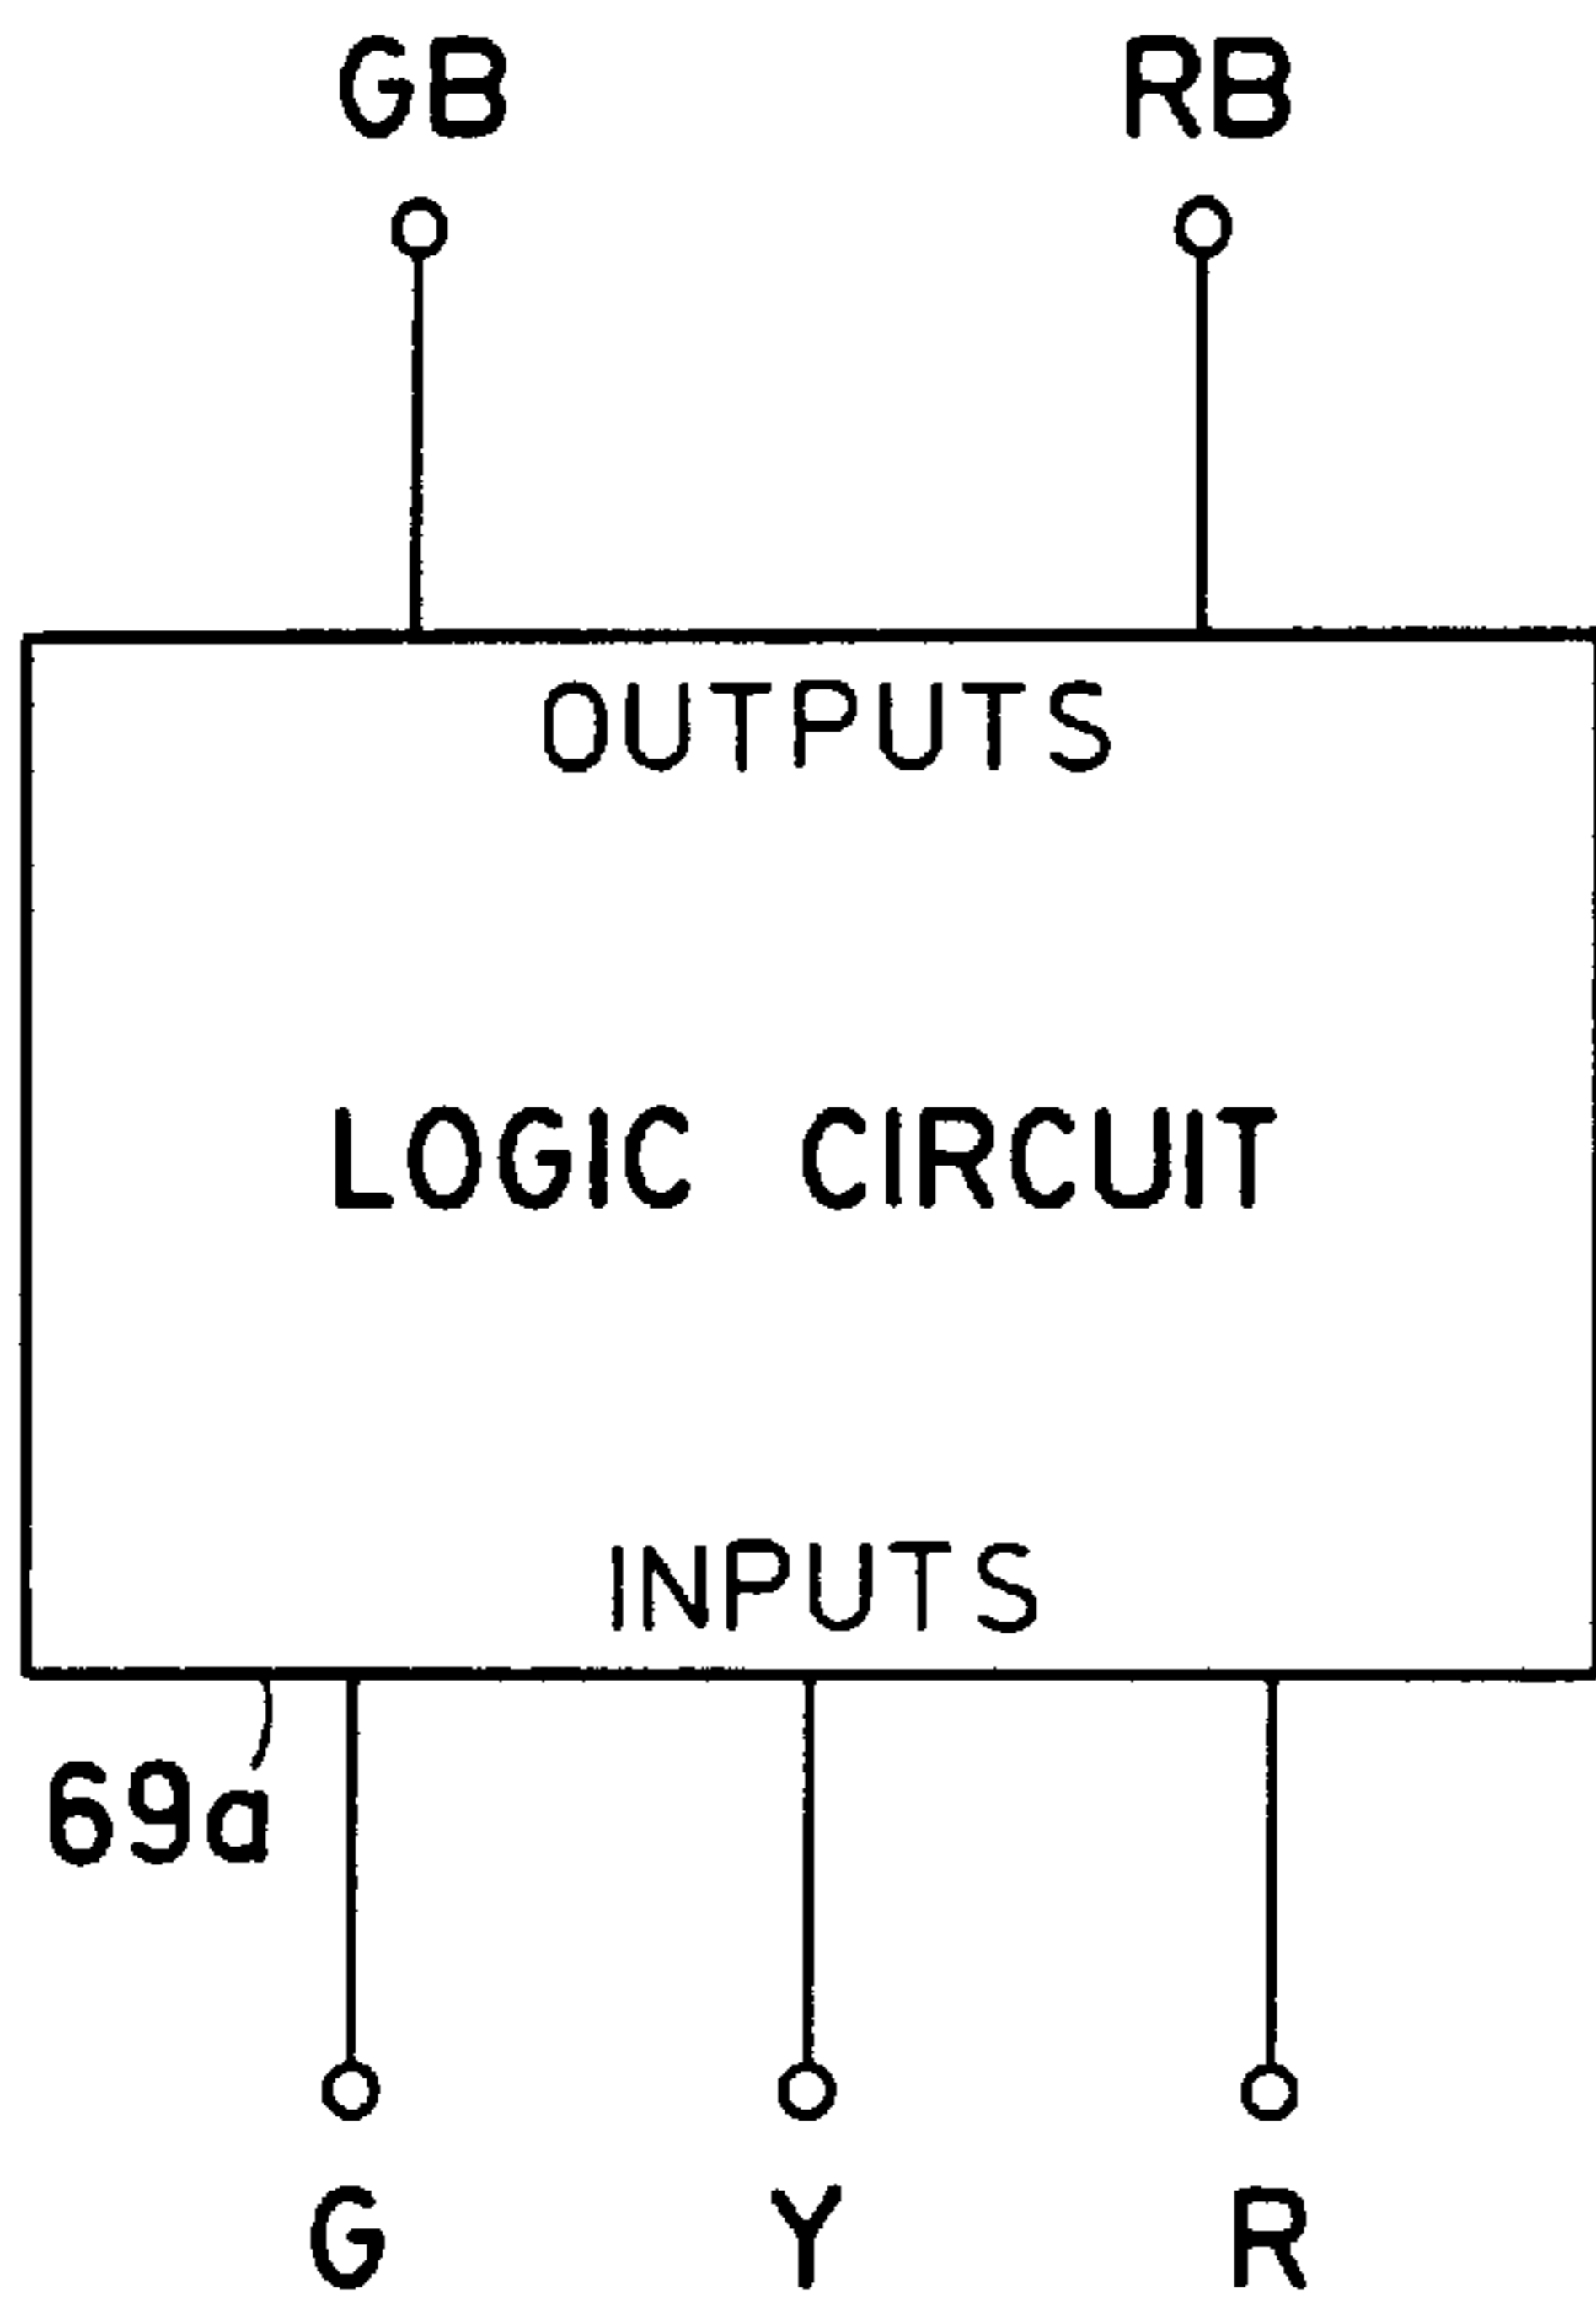 GB RB
OUTPUTS
LOGIC CIRCUIT
INPUTS
69a
G Y R